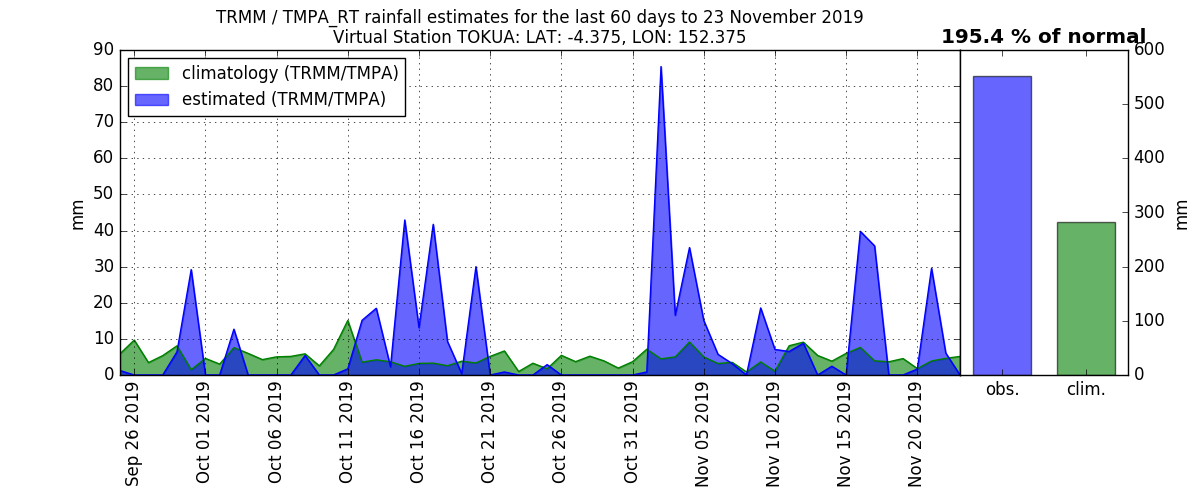 TRMM / TMPA_RT rainfall estimates for the last 60 days to 23 November 2019
Virtual Station TOKUA: LAT: -4.375, LON: 152.375
195.4 % of normal
climatology (TRMM/TMPA)
estimated (TRMM/TMPA)
mm
90
80
70
60
50
40
30
20
10
0
Sep 26 2019
Oct 01 2019
Oct 06 2019
Oct 11 2019
Oct 16 2019
Oct 21 2019
Oct 26 2019
Oct 31 2019
Nov 05 2019
Nov 10 2019
Nov 15 2019
Nov 20 2019
obs.
clim.
600
500
400
300
200
100
0
mm